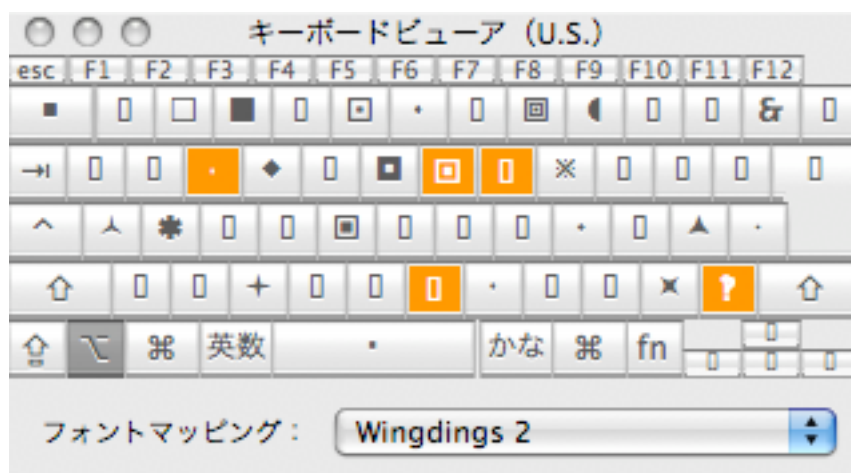 キーボードビューア (U.S.)
esc F1 F2 F3 F4 F5 F6 F7 F8 F9 F10 F11 F12
&
※
?
⌘ 英数 かな ⌘ fn
フォントマッピング： Wingdings 2